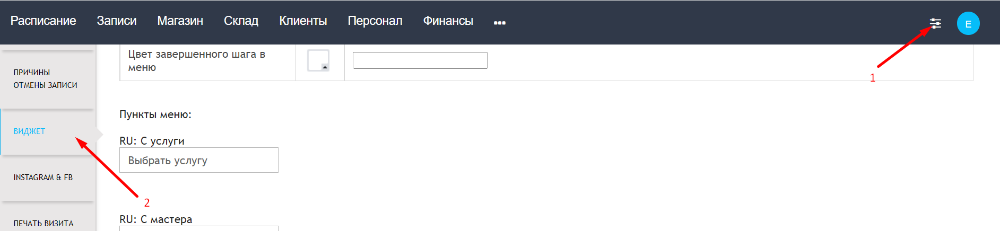 Расписание Записи Магазин Склад Клиенты Персонал Финансы ••• E
Цвет завершенного шага в
меню
1
ПРИЧИНЫ
ОТМЕНЫ ЗАПИСИ
Пункты меню:
ВИДЖЕТ
RU: С услуги
Выбрать услугу
INSTAGRAM & FB
2
RU: С мастера
ПЕЧАТЬ ВИЗИТА